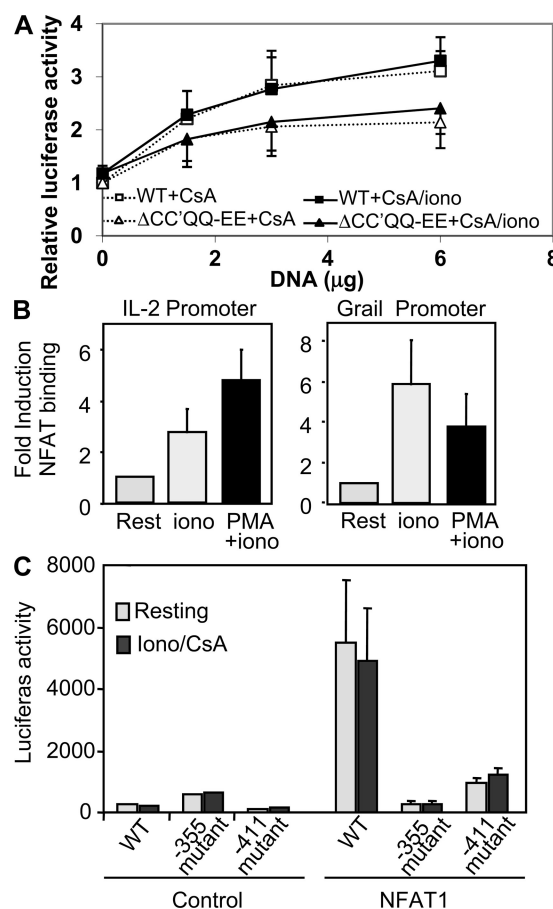 A
Relative luciferase activity
4
3
2
1
0
WT+CsA
WT+CsA/iono
ΔCC'QQ-EE+CsA
ΔCC'QQ-EE+CsA/iono
0 2 4 6 8
DNA (μg)
B
IL-2 Promoter
Grail Promoter
Fold Induction
NFAT binding
6
4
2
0
Rest iono PMA
+iono
8
6
4
2
0
Rest iono PMA
+iono
C
Luciferas activity
8000
6000
4000
2000
0
Resting
Iono/CsA
WT
-355
mutant
-411
mutant
WT
-355
mutant
-411
mutant
Control
NFAT1